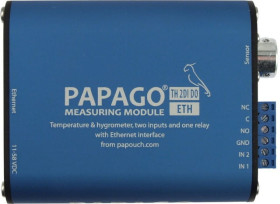 PAPAGO® TH 2DI DO
MEASURING MODULE ETH
Temperature & hygrometer, two inputs and one relay
with Ethernet interface
from papouch.com
Ethernet
11-58 VDC
Sensor
NC
C
NO
GND
IN 2
IN 1